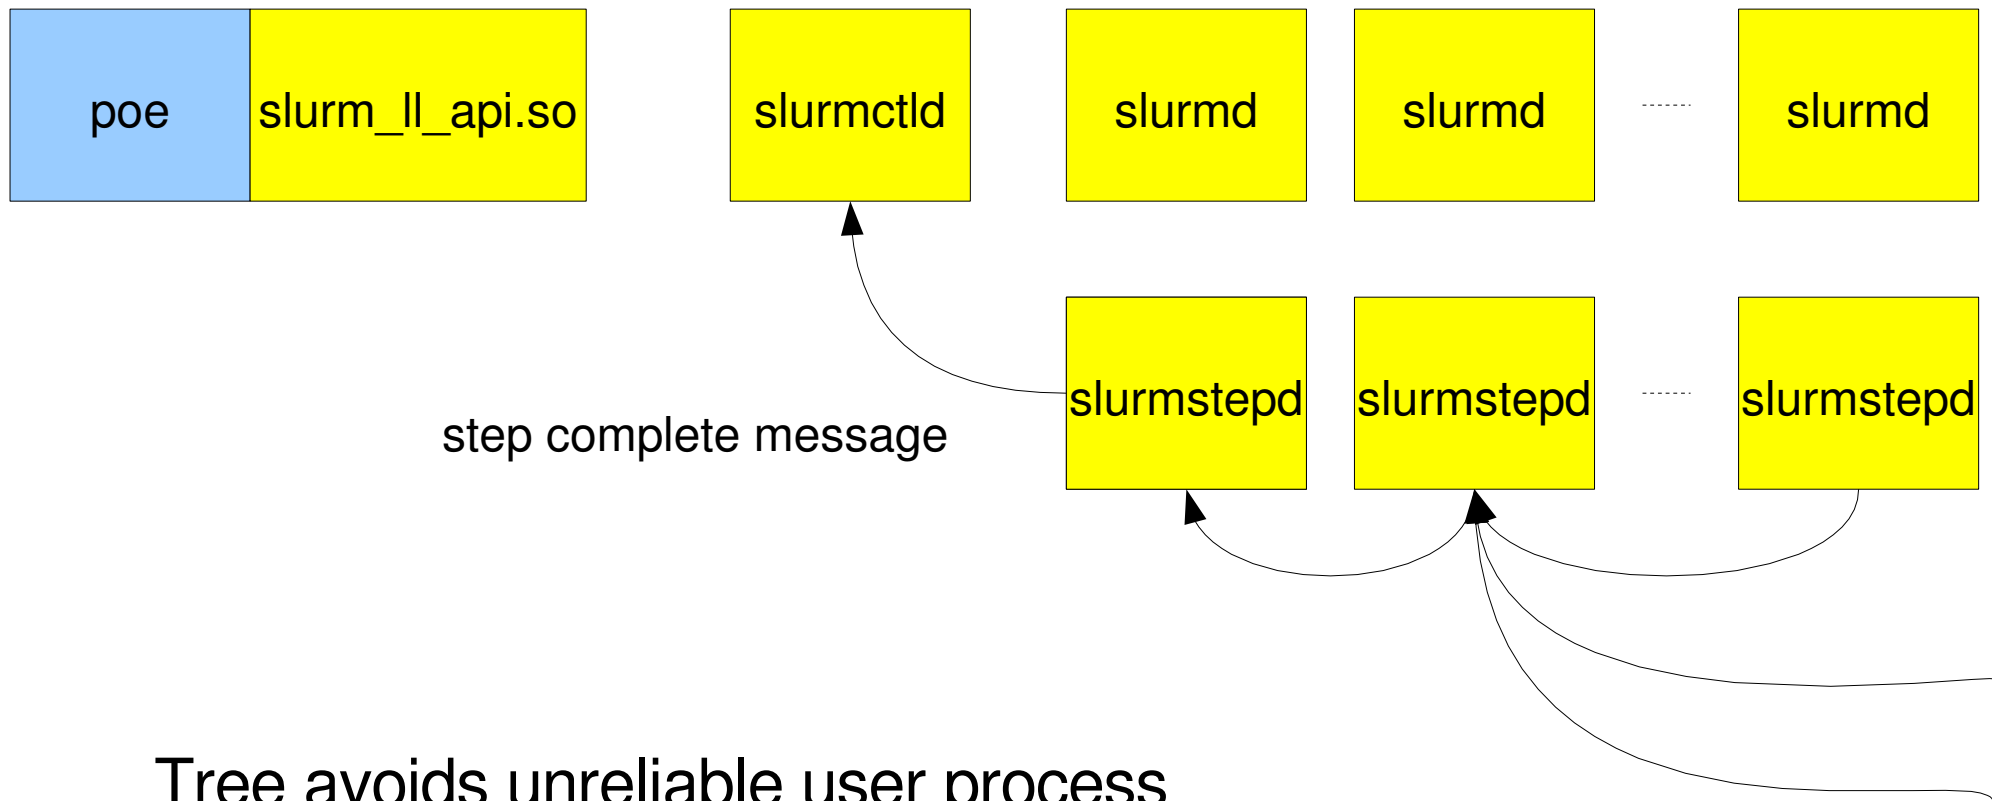 poe slurm_ll_api.so slurmctld slurmd slurmd slurmd
slurmstepd slurmstepd slurmstepd
step complete message
Tree avoids unreliable user process